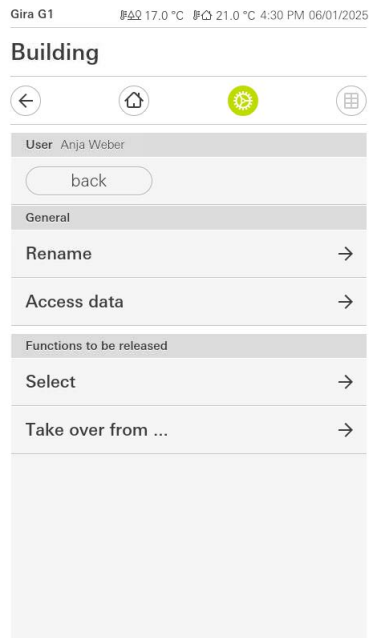 Gira G1 17.0 °C 21.0 °C 4:30 PM 06/01/2025
Building
User Anja Weber
back
General
Rename
Access data
Functions to be released
Select
Take over from ...